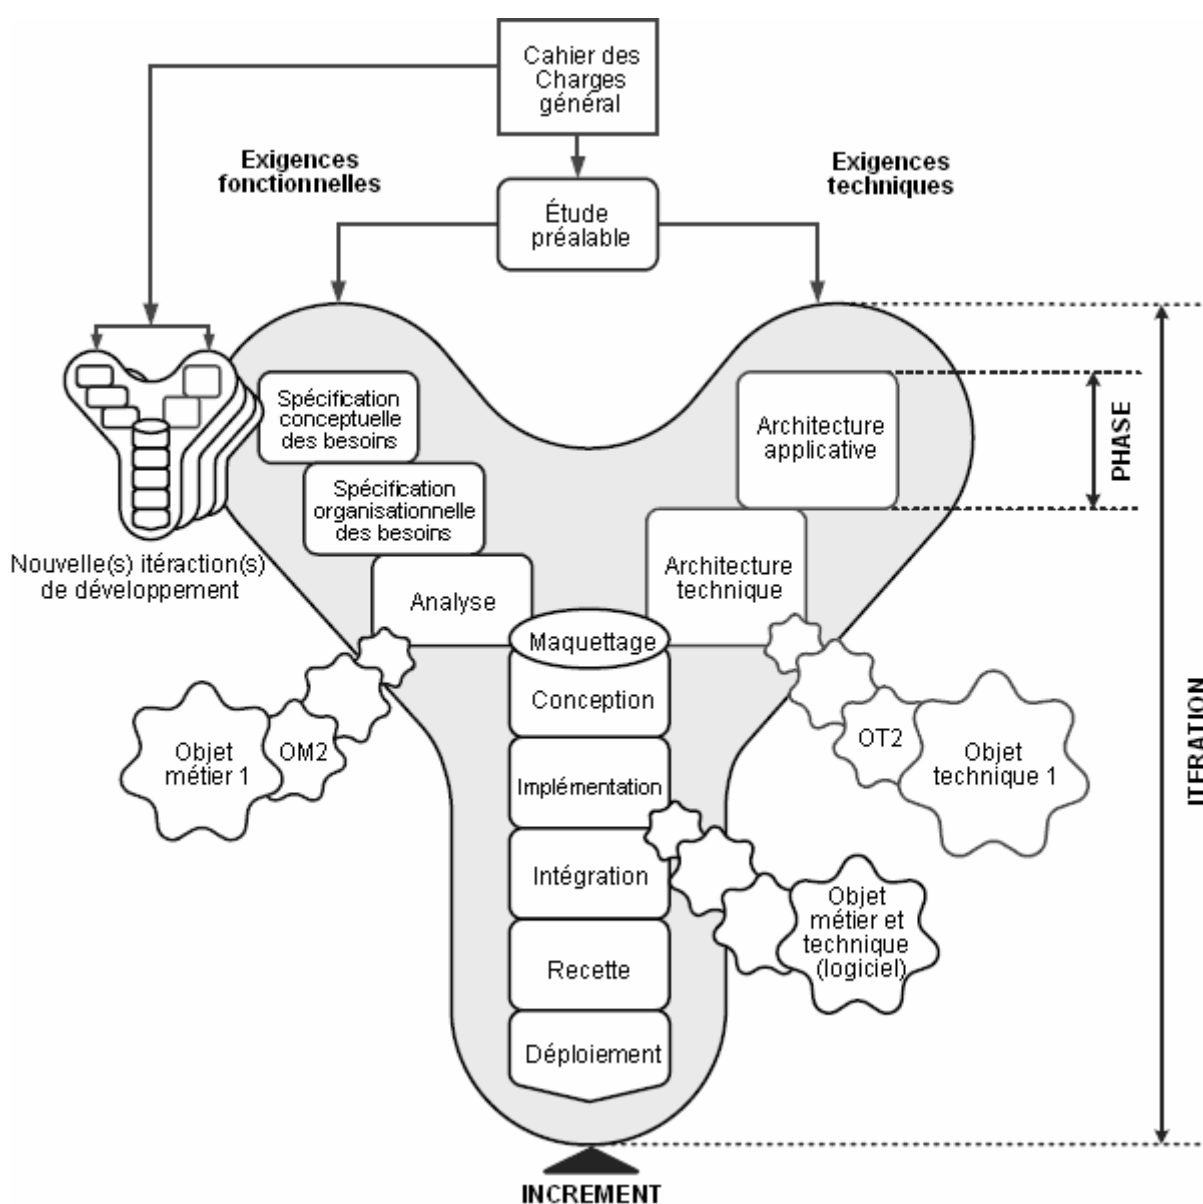 Cahier des
Charges
général
Exigences
fonctionnelles
Exigences
techniques
Étude
préalable
Spécification
conceptuelle
des besoins
Architecture
applicative
PHASE
Spécification
organisationnelle
des besoins
Nouvelle(s) itéraction(s)
de développement
Analyse
Architecture
technique
Maquettage
Conception
ITERATION
Objet
métier 1
OM2
OT2
Objet
technique 1
Implémentation
Intégration
Objet
métier et
technique
(logiciel)
Recette
Déploiement
INCREMENT